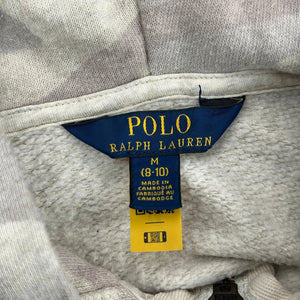 POLO
RALPH LAUREN
M
(8-10)
MADE IN
CAMBODIA
FABRIQUÉ AU
CAMBODGE